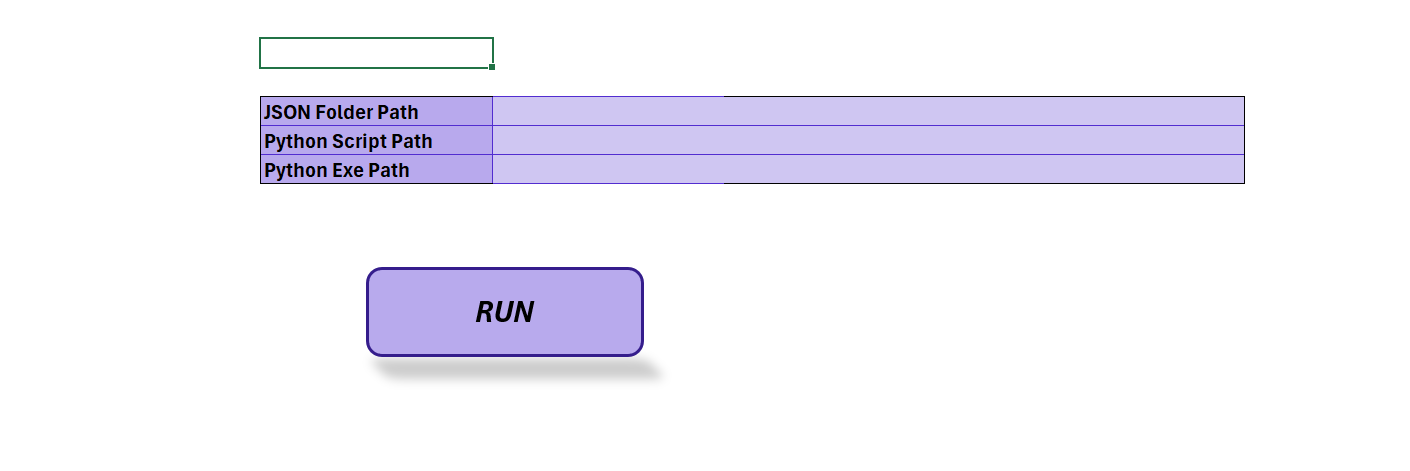 JSON Folder Path
Python Script Path
Python Exe Path
RUN